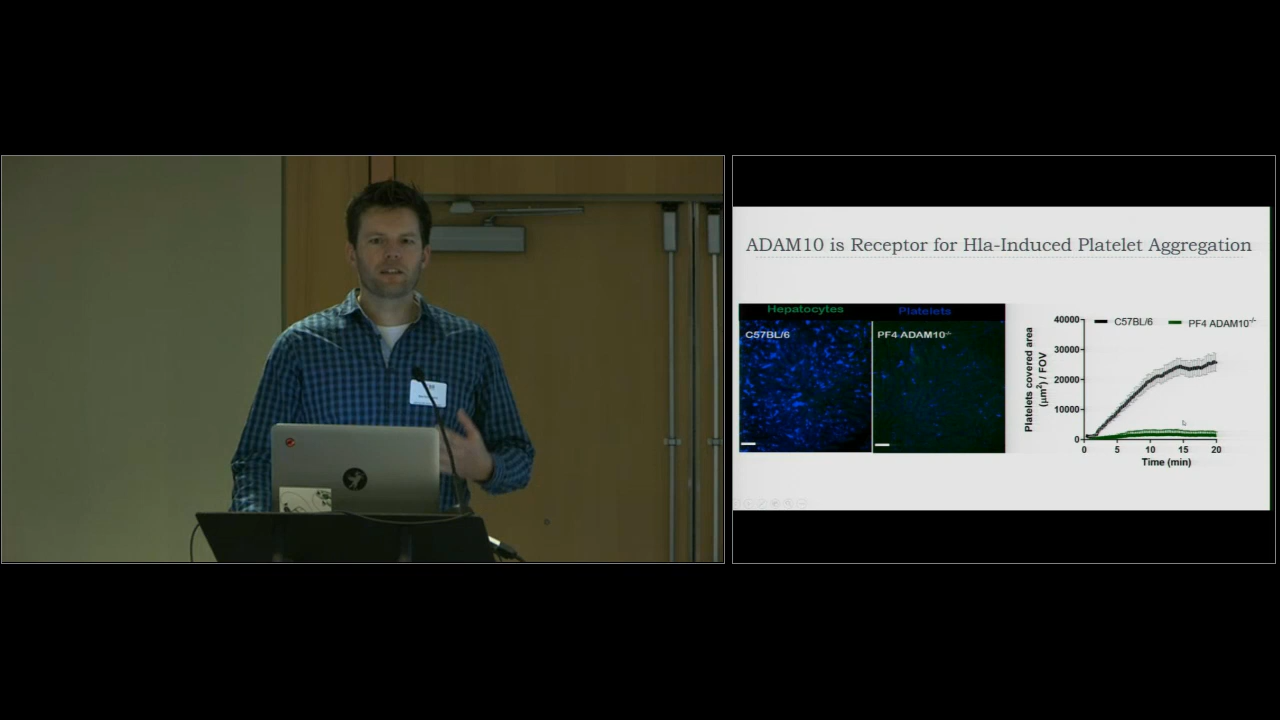 ADAM10 is Receptor for Hla-Induced Platelet Aggregation
Hepatocytes Platelets
C57BL/6 PF4 ADAM10-/-
C57BL/6 PF4 ADAM10-/-
Platelets covered area
(µm²) / FOV
40000
30000
20000
10000
0
0 5 10 15 20
Time (min)